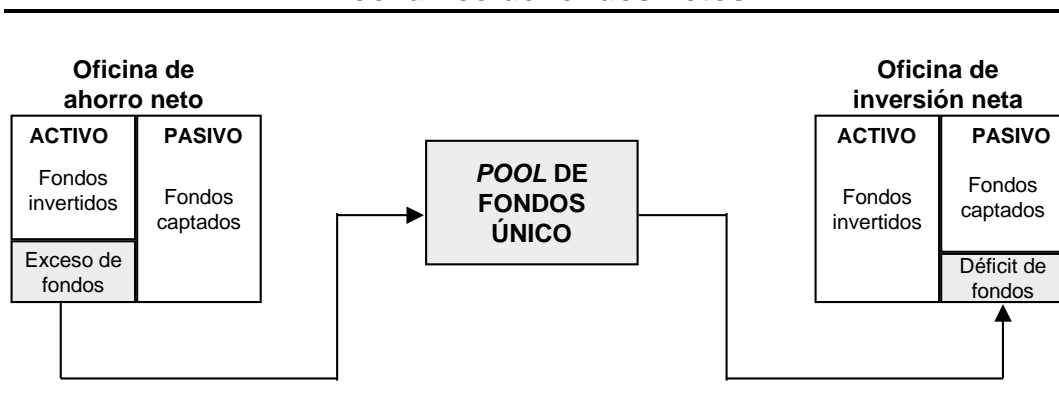 Oficina de
ahorro neto
ACTIVO
PASIVO
Fondos
invertidos
Fondos
captados
Exceso de
fondos
POOL DE
FONDOS
ÚNICO
Oficina de
inversión neta
ACTIVO
PASIVO
Fondos
invertidos
Fondos
captados
Déficit de
fondos